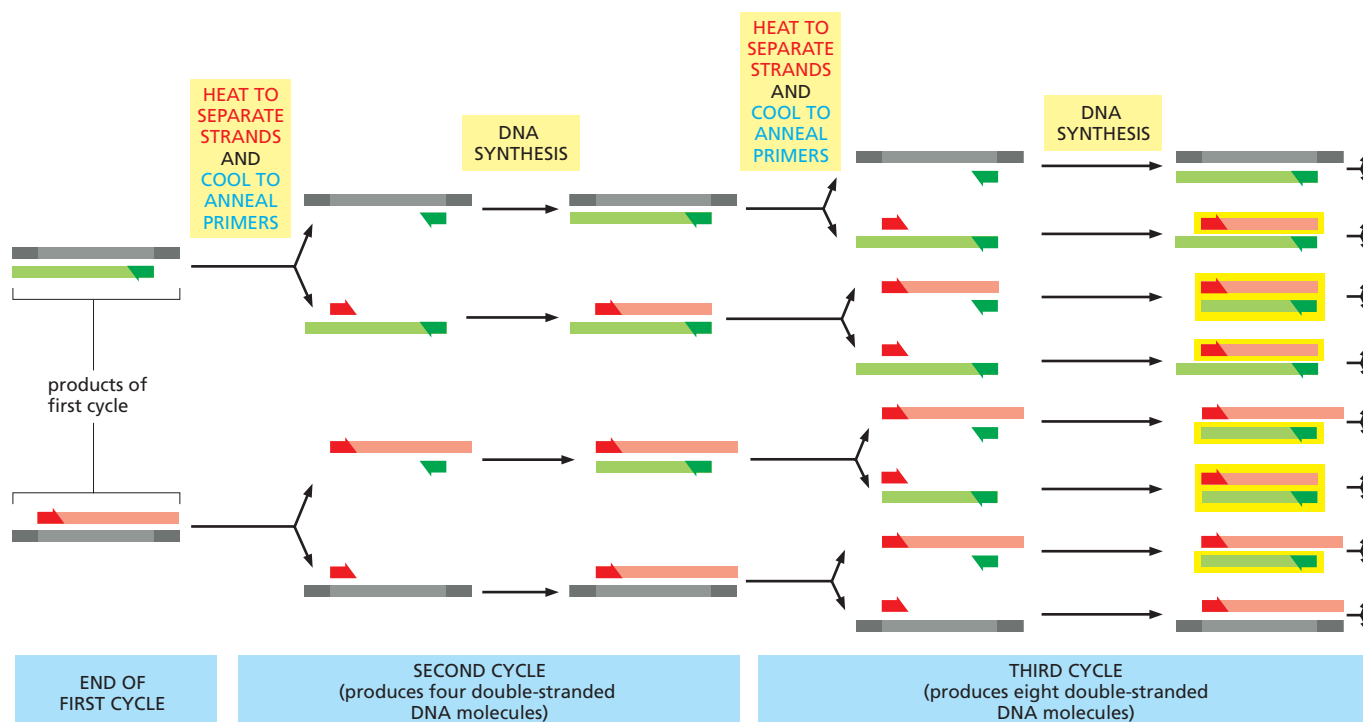 HEAT TO
SEPARATE
STRANDS
AND
COOL TO
ANNEAL
PRIMERS
DNA
SYNTHESIS
HEAT TO
SEPARATE
STRANDS
AND
COOL TO
ANNEAL
PRIMERS
DNA
SYNTHESIS
products of
first cycle
END OF
FIRST CYCLE
SECOND CYCLE
(produces four double-stranded
DNA molecules)
THIRD CYCLE
(produces eight double-stranded
DNA molecules)